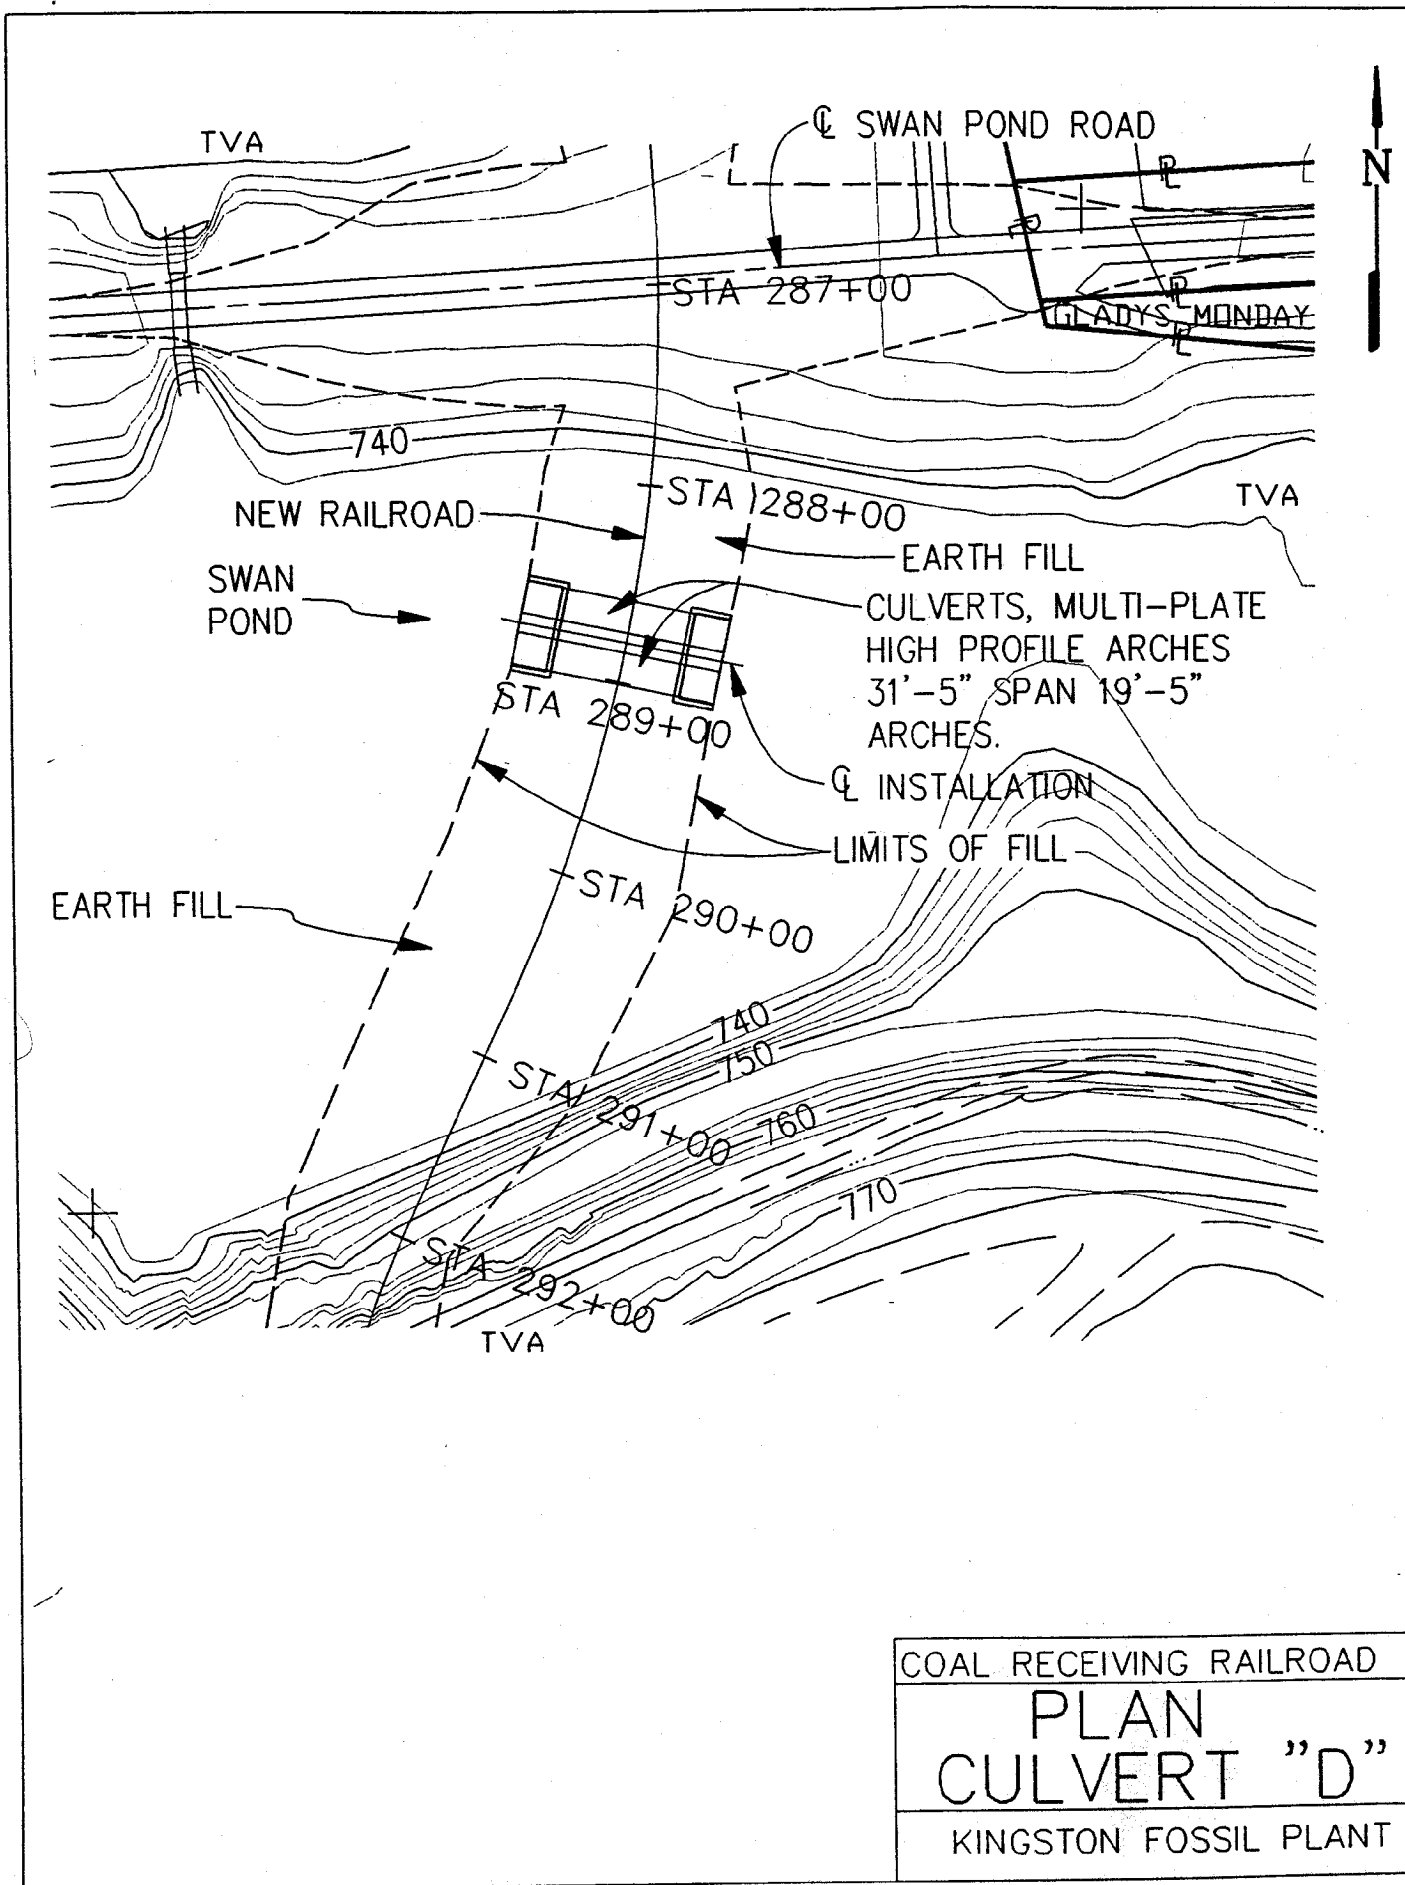 TVA
℄ SWAN POND ROAD
N
STA 287+00
GLADYS MONDAY
740
STA 288+00
TVA
NEW RAILROAD
EARTH FILL
SWAN
POND
CULVERTS, MULTI-PLATE
HIGH PROFILE ARCHES
31'-5" SPAN 19'-5"
ARCHES.
STA 289+00
℄ INSTALLATION
LIMITS OF FILL
STA 290+00
EARTH FILL
740
750
STA 291+00
760
770
STA 292+00
TVA
COAL RECEIVING RAILROAD
PLAN
CULVERT "D"
KINGSTON FOSSIL PLANT